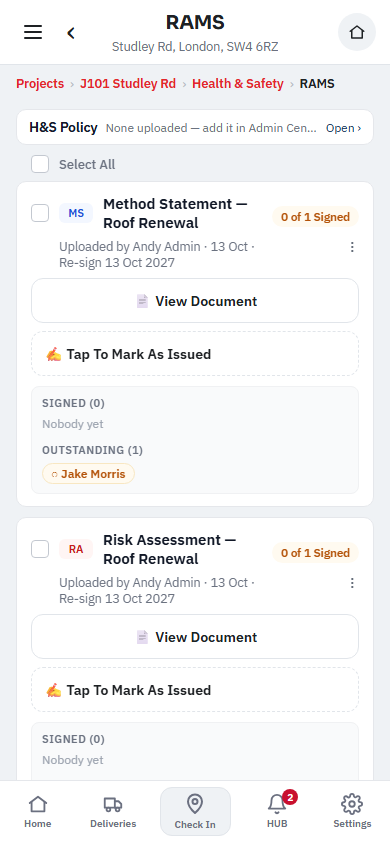 RAMS
Studley Rd, London, SW4 6RZ
Projects › J101 Studley Rd › Health & Safety › RAMS
H&S Policy None uploaded — add it in Admin Cen... Open ›
Select All
MS Method Statement — 0 of 1 Signed
Roof Renewal
Uploaded by Andy Admin · 13 Oct ·
Re-sign 13 Oct 2027
View Document
✍️ Tap To Mark As Issued
SIGNED (0)
Nobody yet
OUTSTANDING (1)
○ Jake Morris
RA Risk Assessment — 0 of 1 Signed
Roof Renewal
Uploaded by Andy Admin · 13 Oct ·
Re-sign 13 Oct 2027
View Document
✍️ Tap To Mark As Issued
SIGNED (0)
Nobody yet
2
Home Deliveries Check In HUB Settings